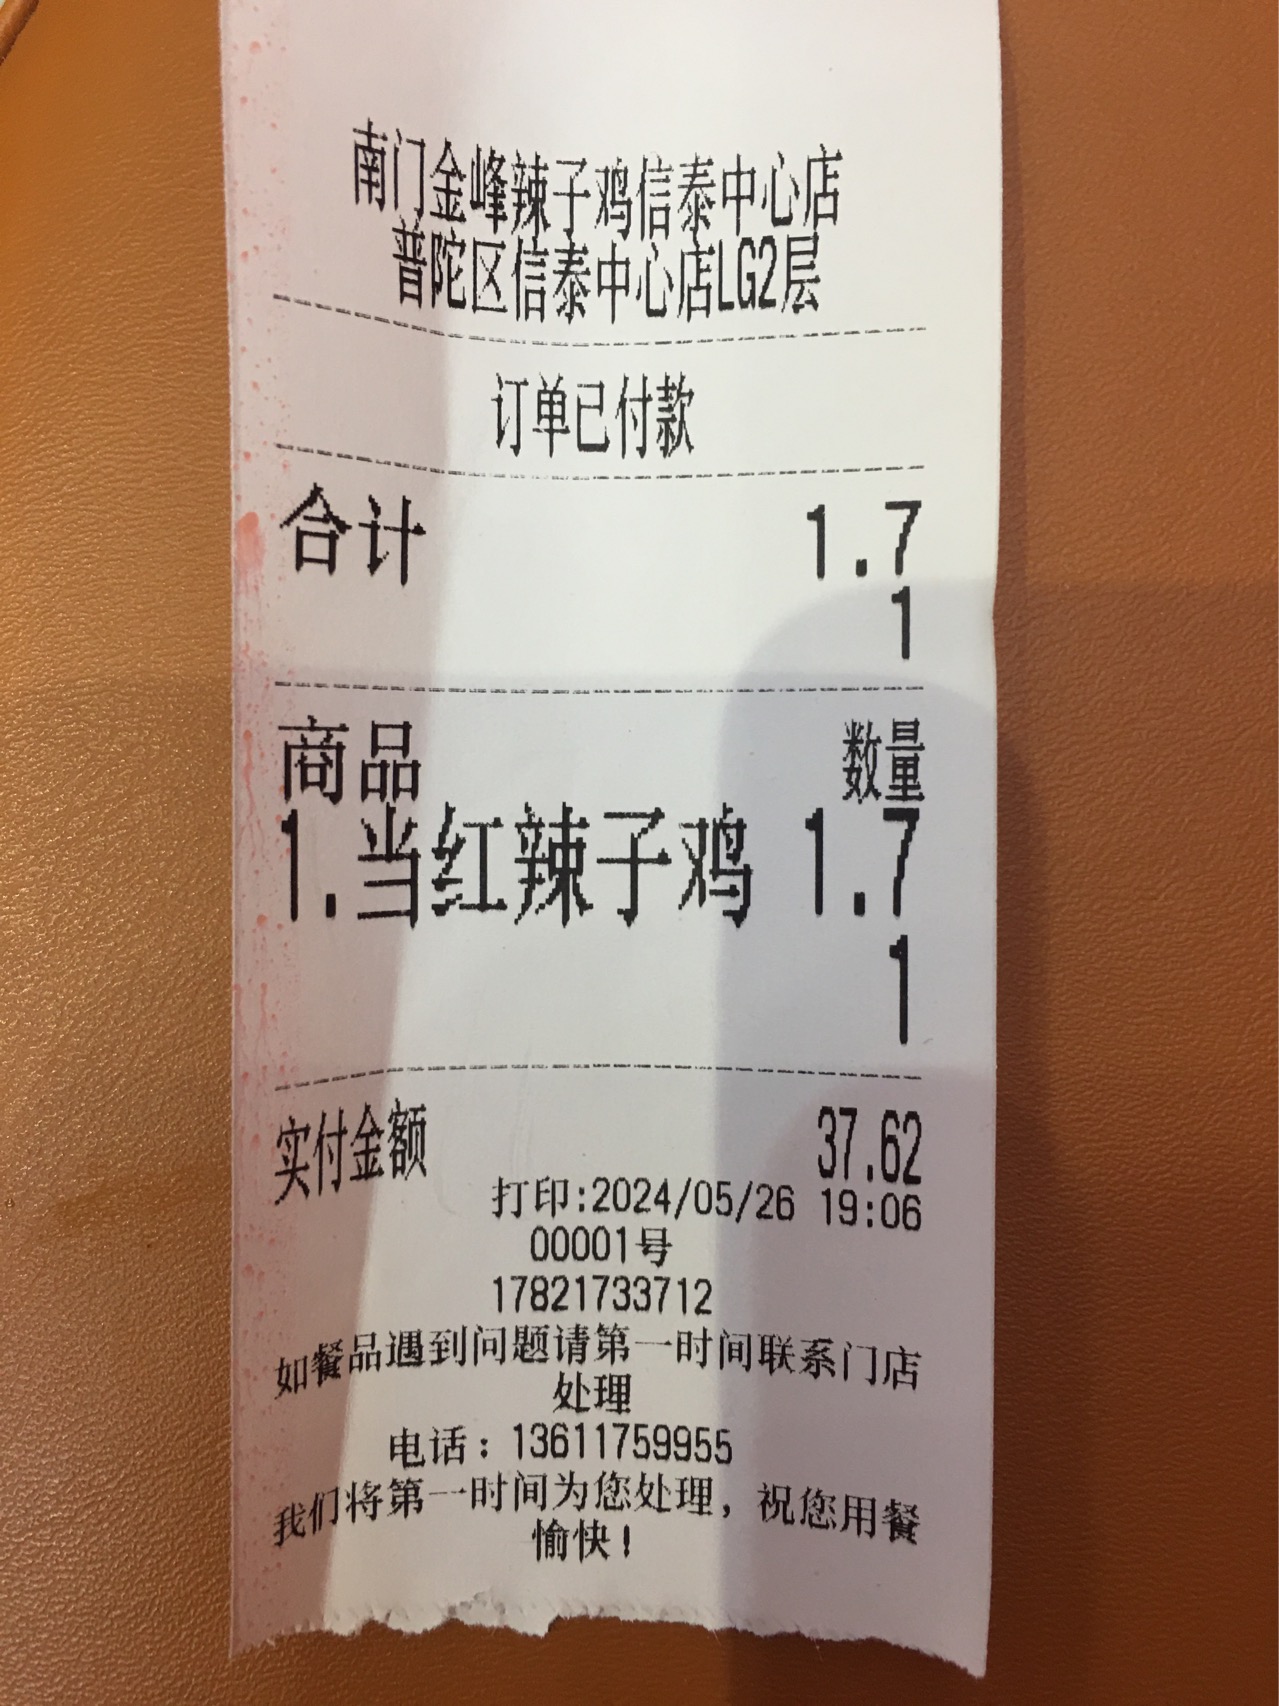 南门金峰辣子鸡信泰中心店
普陀区信泰中心店LG2层
订单已付款
合计 1.7
1
商品 数量
1.当红辣子鸡 1.7
1
实付金额 37.62
打印:2024/05/26 19:06
00001号
17821733712
如餐品遇到问题请第一时间联系门店
处理
电话：13611759955
我们将第一时间为您处理，祝您用餐
愉快！